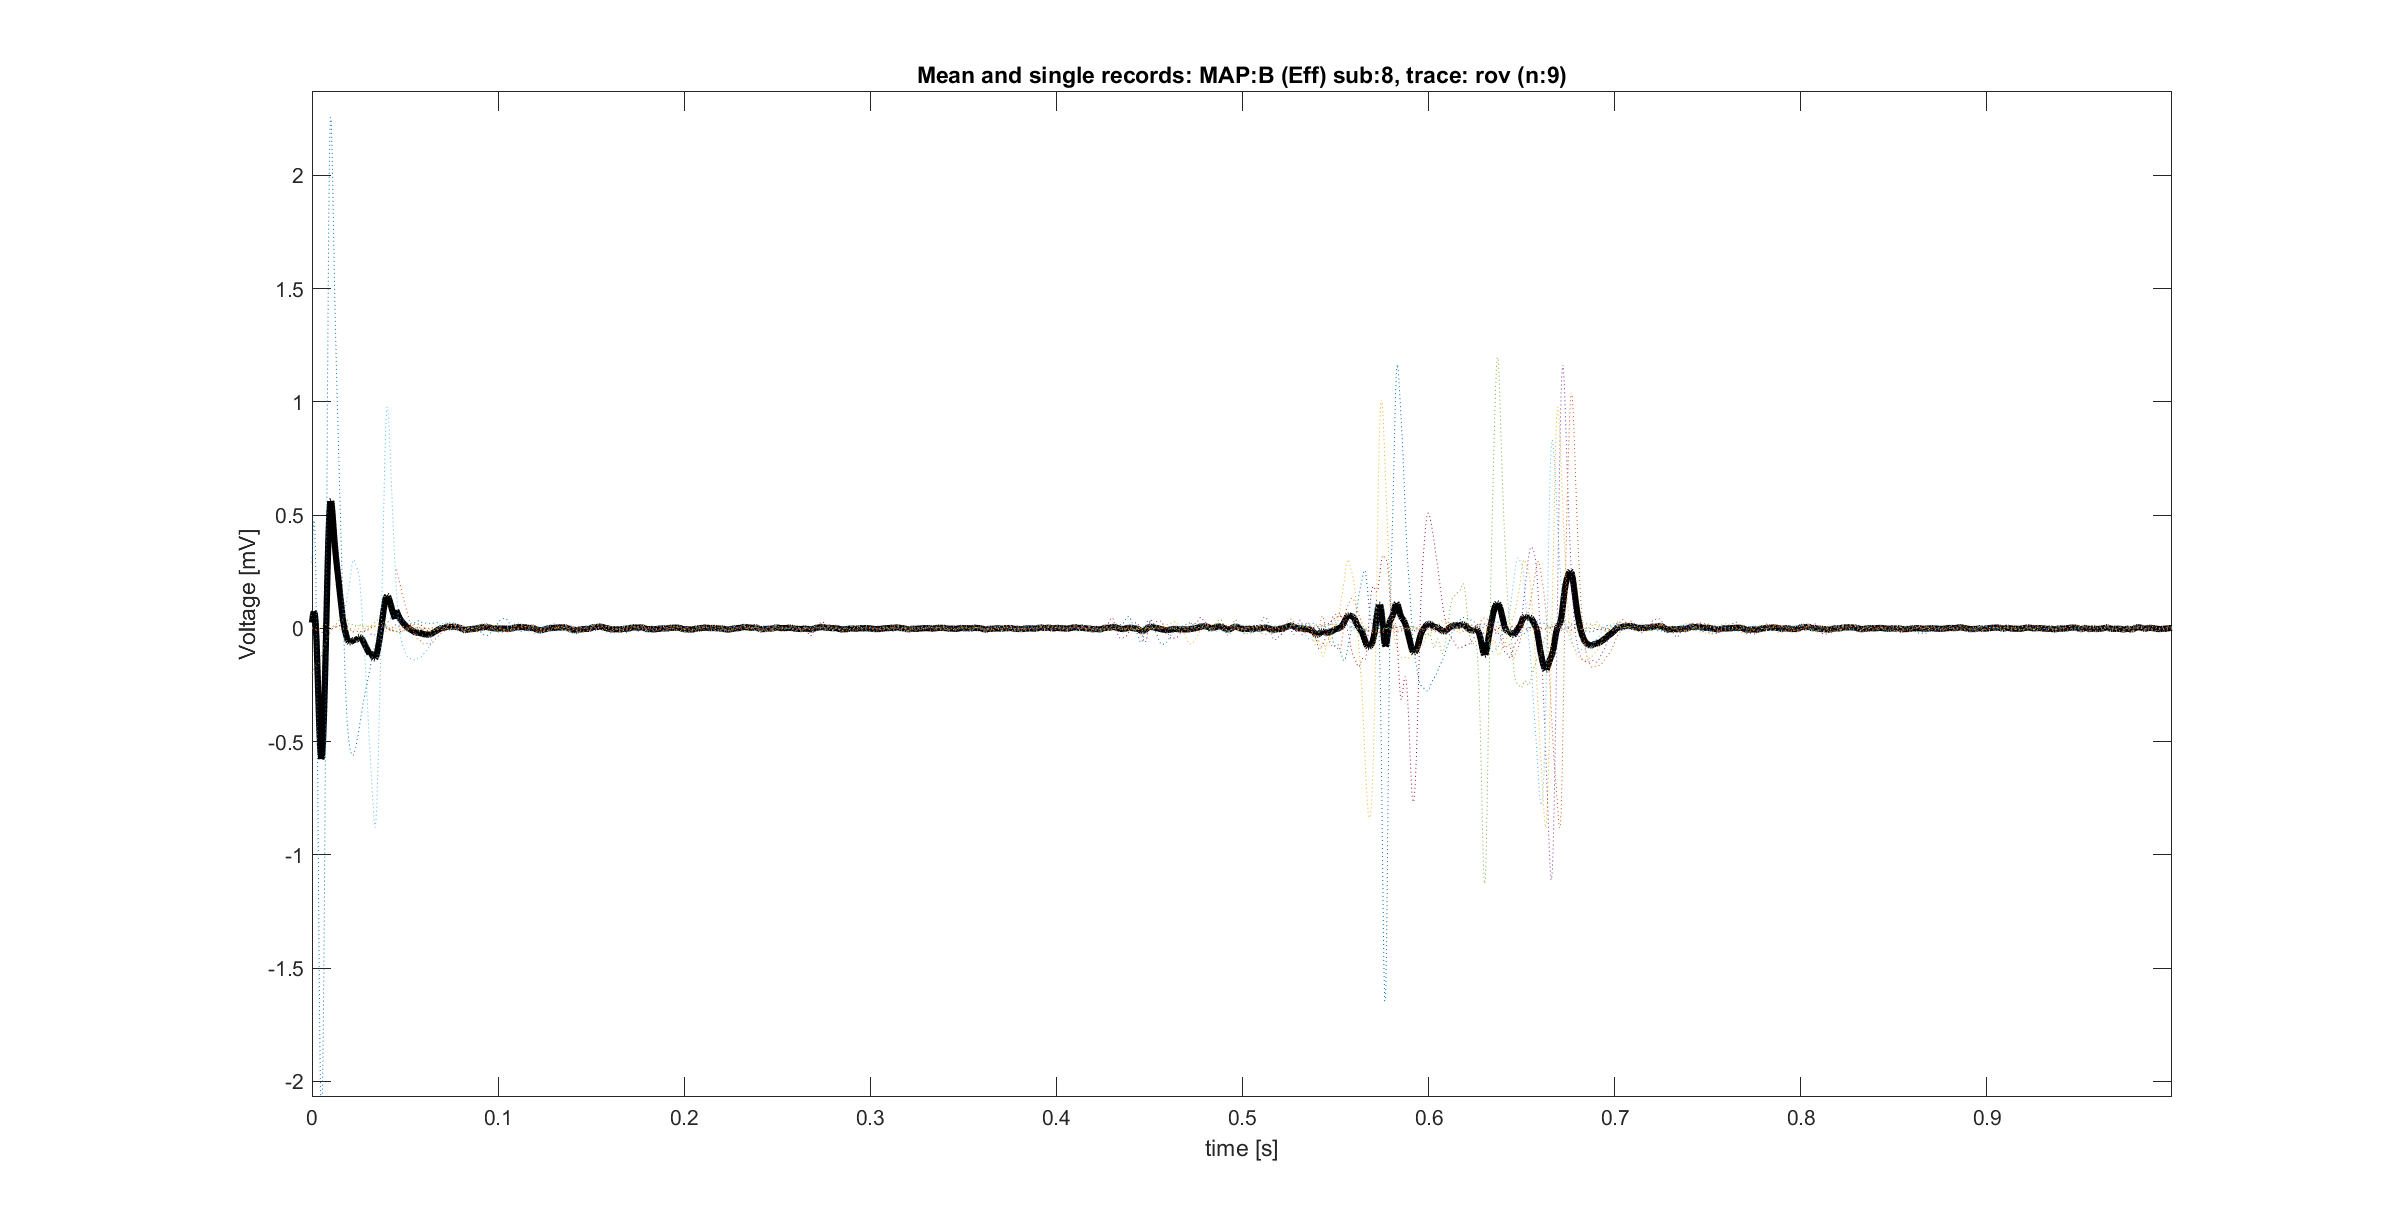 Mean and single records: MAP:B (Eff) sub:8, trace: rov (n:9)
2
1.5
1
0.5
0
-0.5
-1
-1.5
-2
Voltage [mV]
0 0.1 0.2 0.3 0.4 0.5 0.6 0.7 0.8 0.9
time [s]